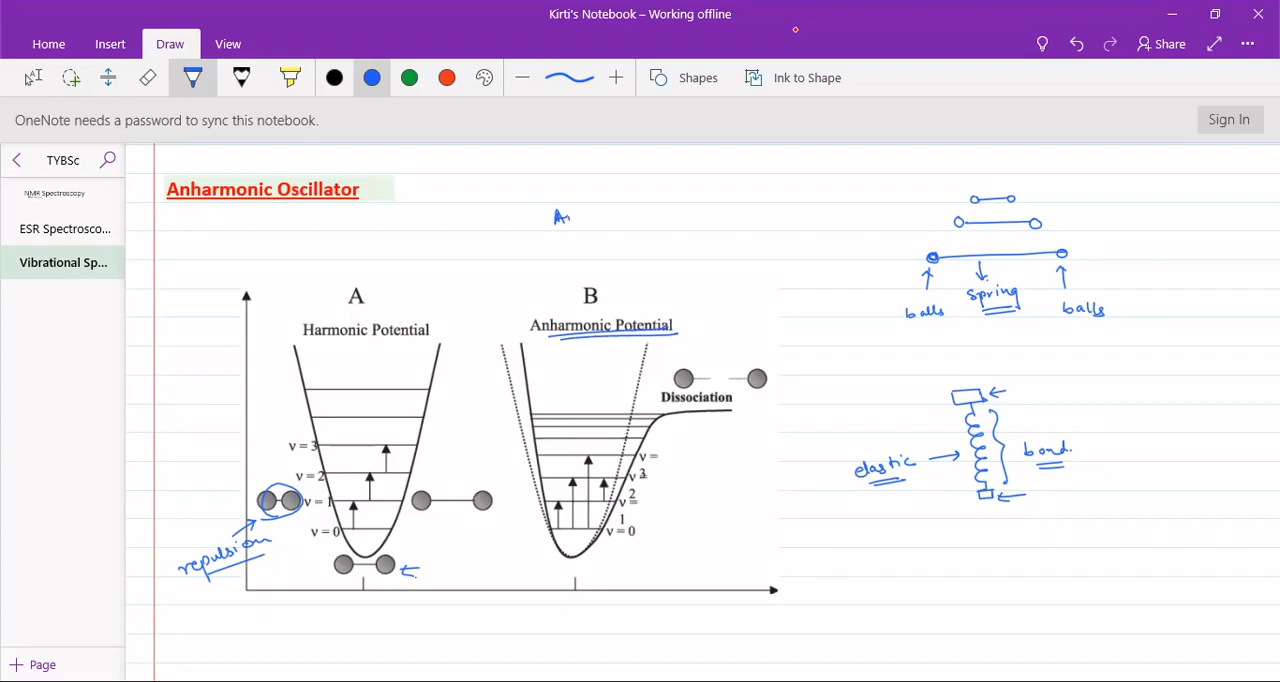 Kirti's Notebook – Working offline
Home Insert Draw View
Share
Shapes Ink to Shape
OneNote needs a password to sync this notebook.
Sign In
TYBSc
NMR Spectroscopy
ESR Spectrosco...
Vibrational Sp...
Page
Anharmonic Oscillator
An
A
Harmonic Potential
ν = 3
ν = 2
ν = 1
ν = 0
repulsion
B
Anharmonic Potential
Dissociation
ν =
3
2
ν =
1
ν = 0
balls
spring
balls
elastic
bond.